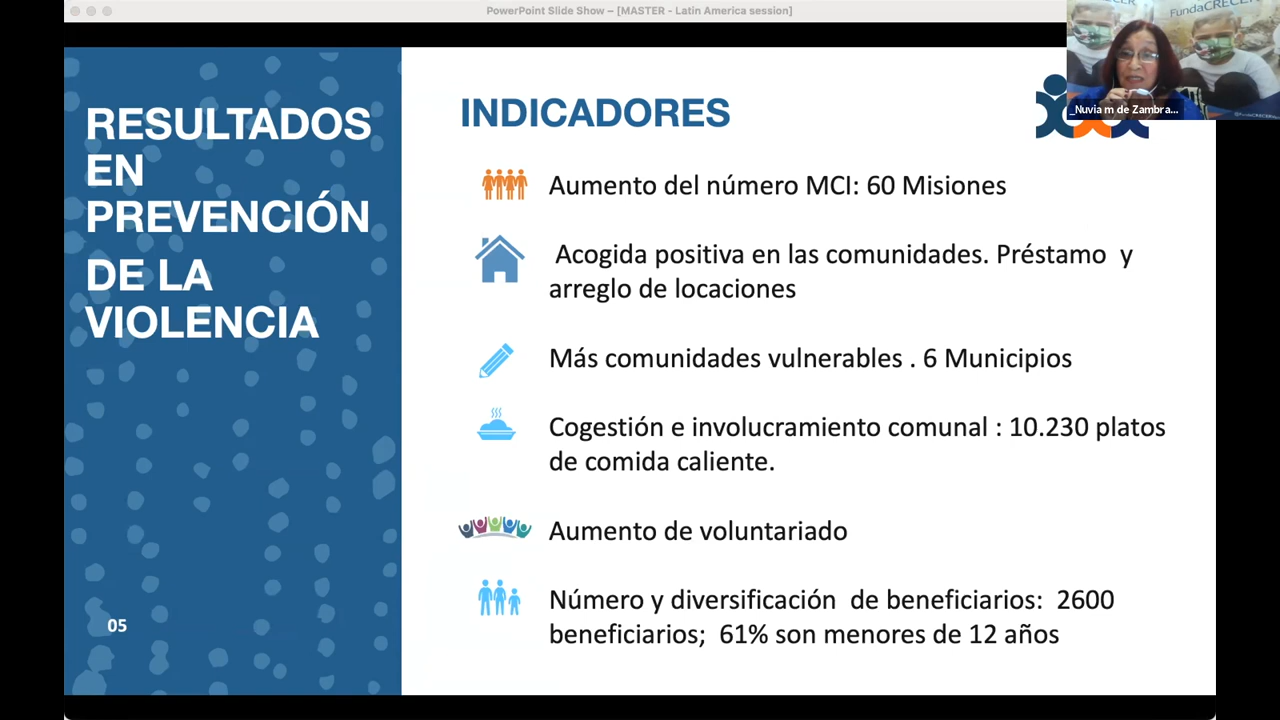 PowerPoint Slide Show – [MASTER - Latin America session]
FundaCRECER
_Nuvia m de Zambra...
RESULTADOS
EN
PREVENCIÓN
DE LA
VIOLENCIA
05
INDICADORES
Aumento del número MCI: 60 Misiones
Acogida positiva en las comunidades. Préstamo y
arreglo de locaciones
Más comunidades vulnerables . 6 Municipios
Cogestión e involucramiento comunal : 10.230 platos
de comida caliente.
Aumento de voluntariado
Número y diversificación de beneficiarios: 2600
beneficiarios; 61% son menores de 12 años